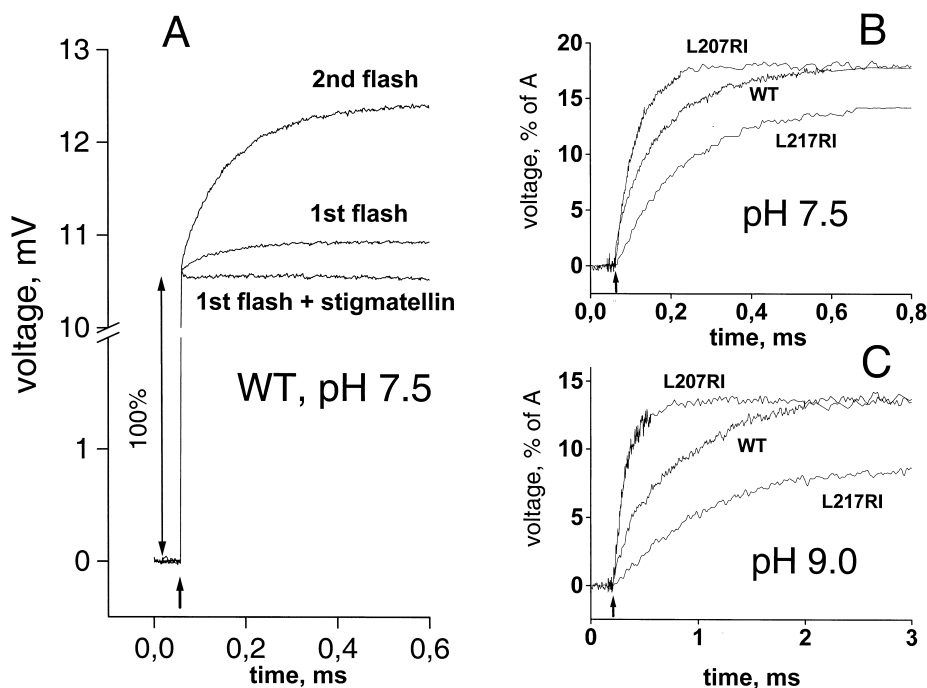 A
13
12
11
10
1
0
voltage, mV
2nd flash
1st flash
1st flash + stigmatellin
WT, pH 7.5
100%
0,0 0,2 0,4 0,6
time, ms
B
20
15
10
5
0
voltage, % of A
L207RI
WT
L217RI
pH 7.5
0,0 0,2 0,4 0,6 0,8
time, ms
C
15
10
5
0
voltage, % of A
L207RI
WT
L217RI
pH 9.0
0 1 2 3
time, ms